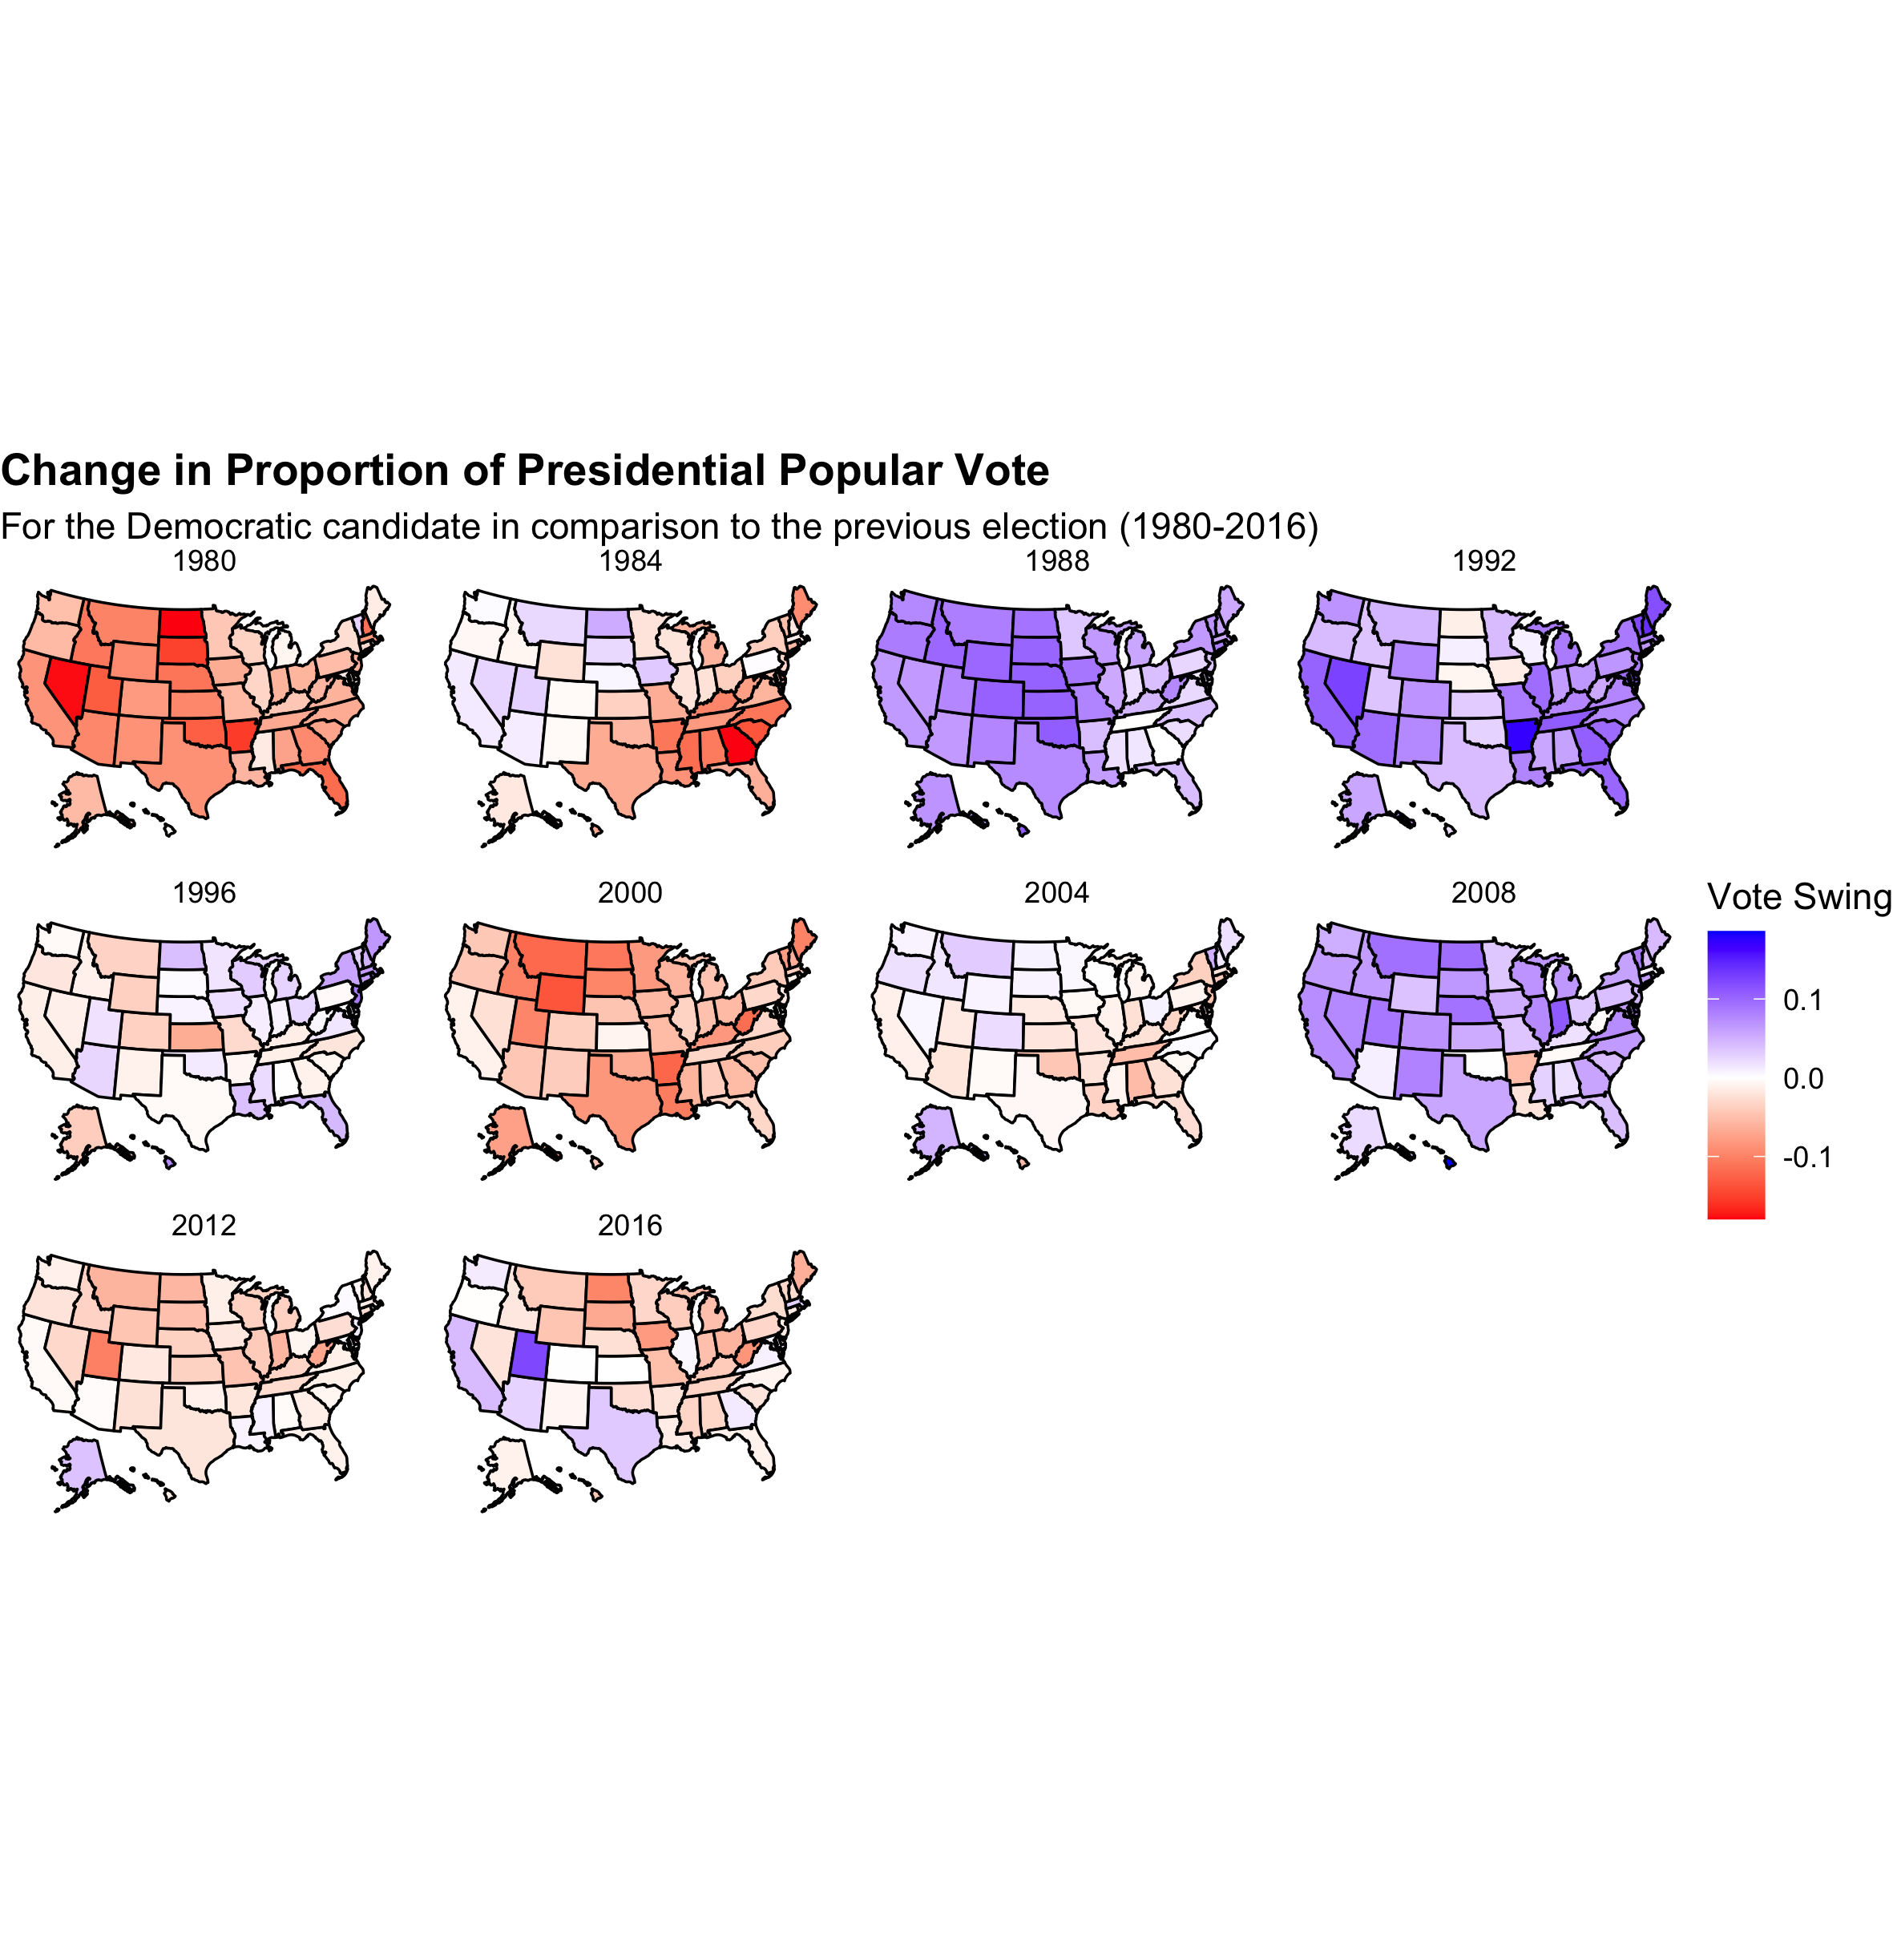 Change in Proportion of Presidential Popular Vote
For the Democratic candidate in comparison to the previous election (1980-2016)
1980 1984 1988 1992
1996 2000 2004 2008
Vote Swing
0.1
0.0
-0.1
2012 2016